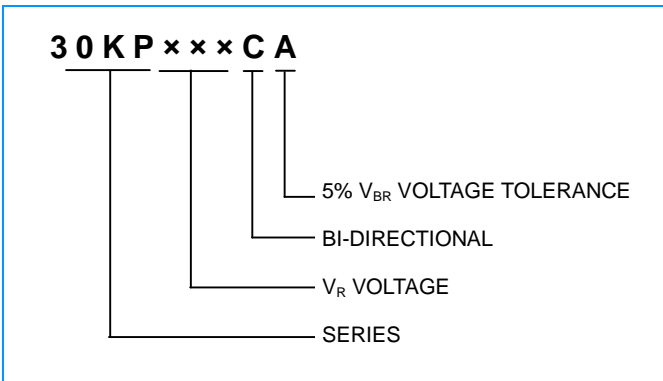 30KP×××CA
5% VBR VOLTAGE TOLERANCE
BI-DIRECTIONAL
VR VOLTAGE
SERIES